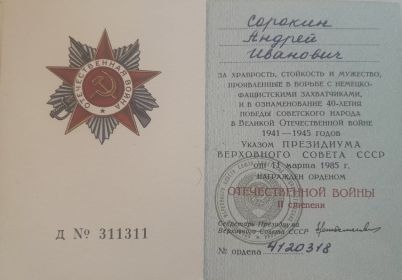 ОТЕЧЕСТВЕННАЯ ВОЙНА
Д № 311311
Сорокин
Андрей
Иванович
ЗА ХРАБРОСТЬ, СТОЙКОСТЬ И МУЖЕСТВО,
ПРОЯВЛЕННЫЕ В БОРЬБЕ С НЕМЕЦКО-
ФАШИСТСКИМИ ЗАХВАТЧИКАМИ,
И В ОЗНАМЕНОВАНИЕ 40-ЛЕТИЯ
ПОБЕДЫ СОВЕТСКОГО НАРОДА
В ВЕЛИКОЙ ОТЕЧЕСТВЕННОЙ ВОЙНЕ
1941—1945 ГОДОВ
УКАЗОМ ПРЕЗИДИУМА
ВЕРХОВНОГО СОВЕТА СССР
от 11 марта 1985 г.
НАГРАЖДЕН ОРДЕНОМ
ОТЕЧЕСТВЕННОЙ ВОЙНЫ
II степени
Секретарь Президиума
Верховного Совета СССР
№ ордена 4120318